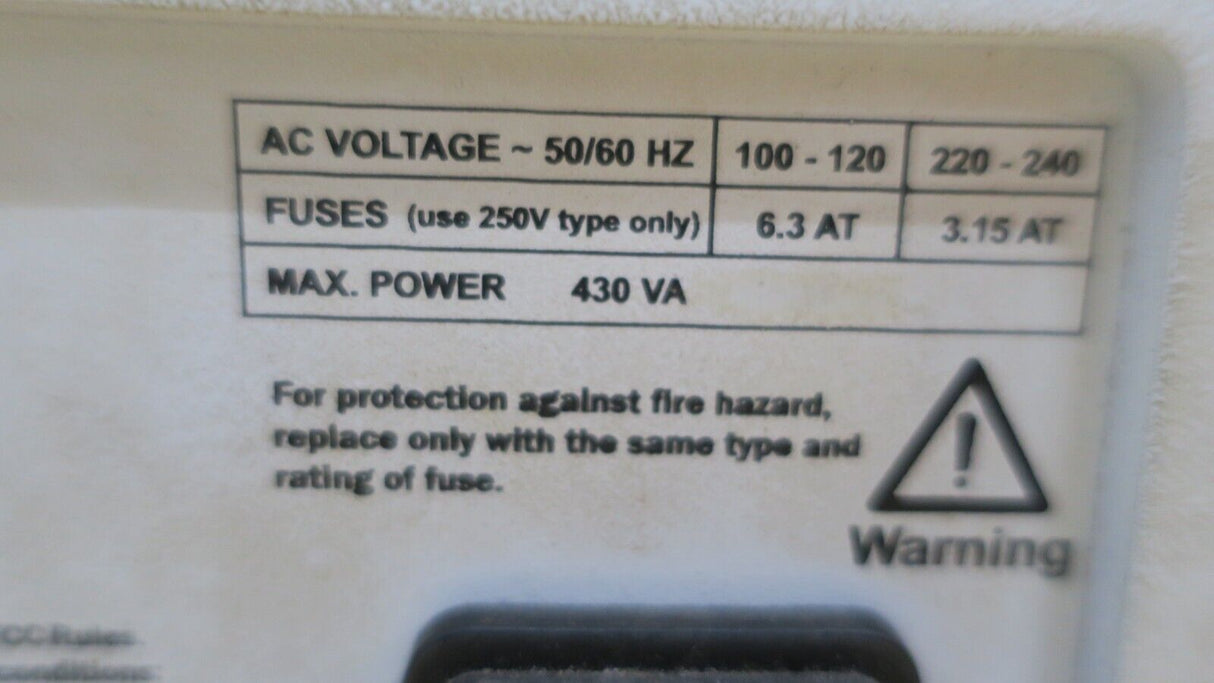 AC VOLTAGE ~ 50/60 HZ 100 - 120 220 - 240
FUSES (use 250V type only) 6.3 AT 3.15 AT
MAX. POWER 430 VA
For protection against fire hazard,
replace only with the same type and
rating of fuse.
Warning
Rules
conditions